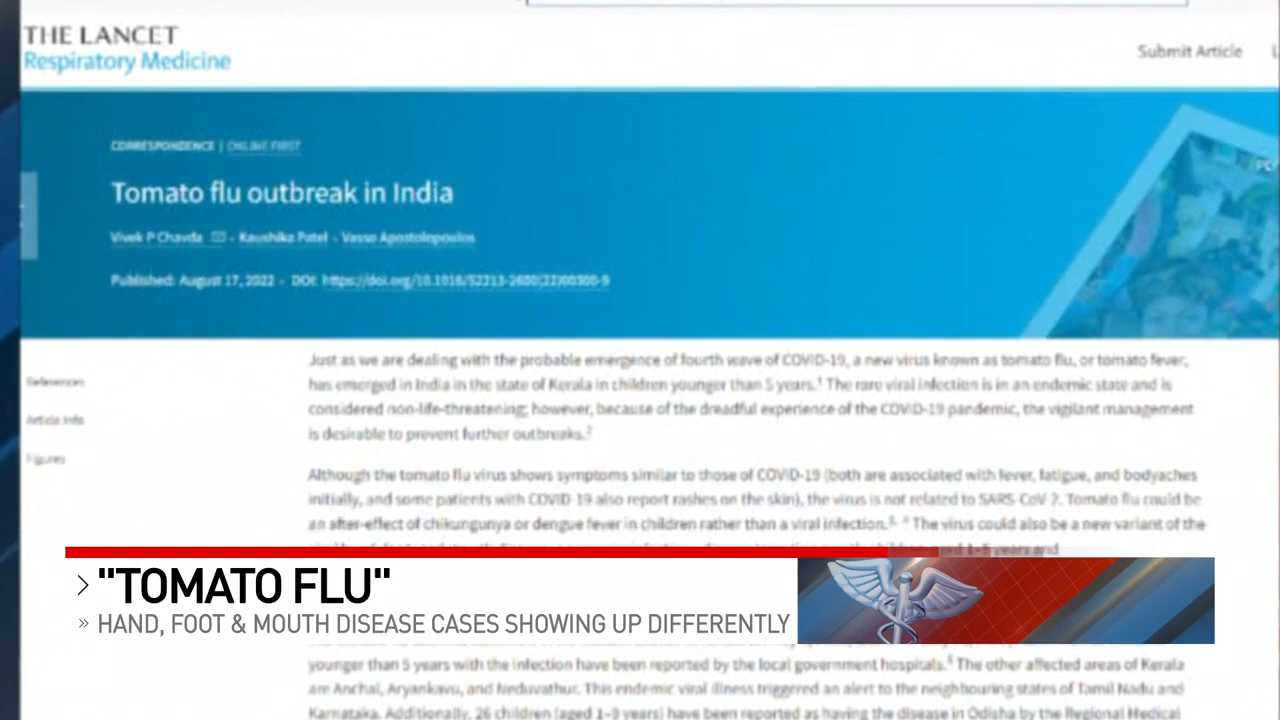 THE LANCET
Respiratory Medicine
Submit Article
CORRESPONDENCE | ONLINE FIRST
Tomato flu outbreak in India
Vivek P Chavda Kaushika Patel Vasso Apostolopoulos
Published: August 17, 2022 DOI: https://doi.org/10.1016/S2213-2600(22)00300-9
Just as we are dealing with the probable emergence of fourth wave of COVID-19, a new virus known as tomato flu, or tomato fever,
References
has emerged in India in the state of Kerala in children younger than 5 years.1 The rare viral infection is in an endemic state and is
considered non-life-threatening; however, because of the dreadful experience of the COVID-19 pandemic, the vigilant management
Article Info
is desirable to prevent further outbreaks.2
Figures
Although the tomato flu virus shows symptoms similar to those of COVID-19 (both are associated with fever, fatigue, and bodyaches
initially, and some patients with COVID-19 also report rashes on the skin), the virus is not related to SARS-CoV-2. Tomato flu could be
an after-effect of chikungunya or dengue fever in children rather than a viral infection.3, 4 The virus could also be a new variant of the
› "TOMATO FLU"
» HAND, FOOT & MOUTH DISEASE CASES SHOWING UP DIFFERENTLY
younger than 5 years with the infection have been reported by the local government hospitals.6 The other affected areas of Kerala
are Anchal, Aryankavu, and Neduvathur. This endemic viral illness triggered an alert to the neighbouring states of Tamil Nadu and
Karnataka. Additionally, 26 children (aged 1–9 years) have been reported as having the disease in Odisha by the Regional Medical